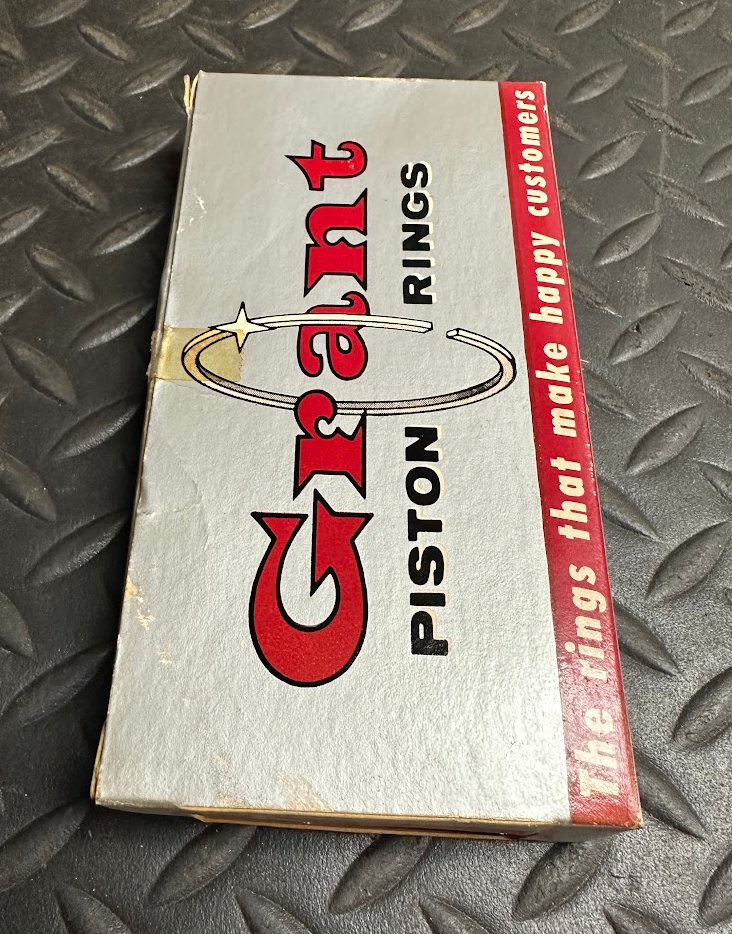 Grant
PISTON RINGS
The rings that make happy customers